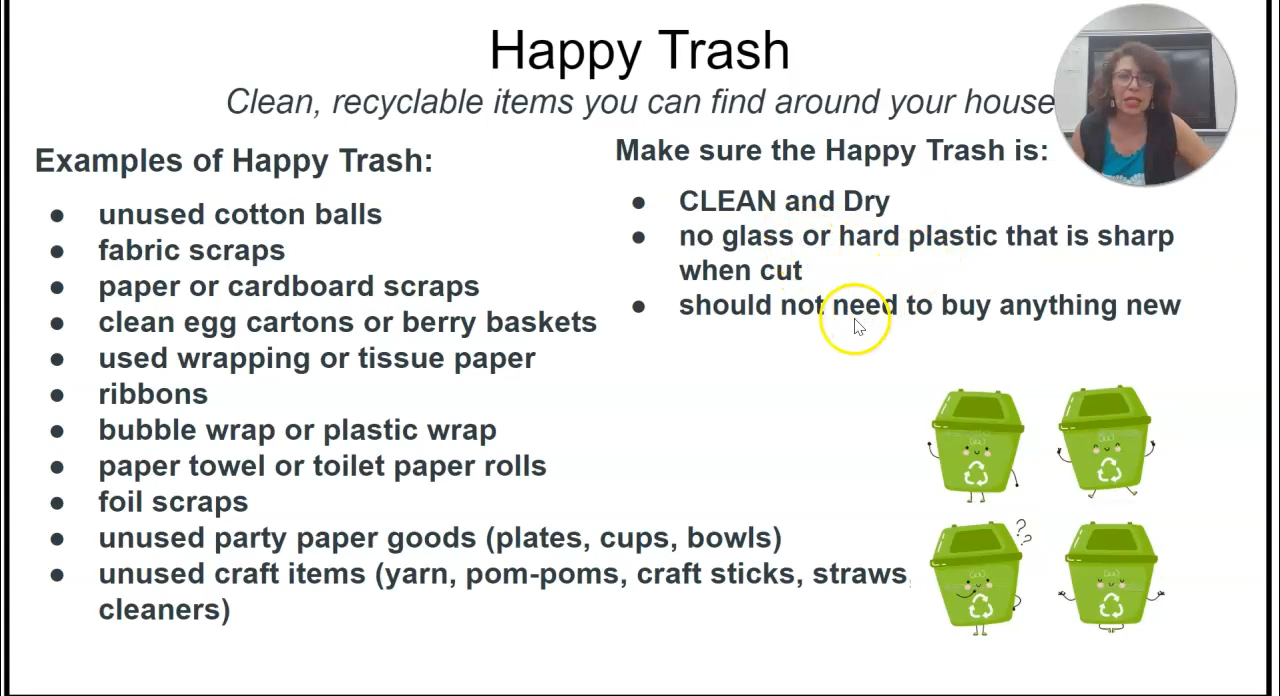 Happy Trash
Clean, recyclable items you can find around your house
Examples of Happy Trash:
● unused cotton balls
● fabric scraps
● paper or cardboard scraps
● clean egg cartons or berry baskets
● used wrapping or tissue paper
● ribbons
● bubble wrap or plastic wrap
● paper towel or toilet paper rolls
● foil scraps
● unused party paper goods (plates, cups, bowls)
● unused craft items (yarn, pom-poms, craft sticks, straws,
cleaners)
Make sure the Happy Trash is:
● CLEAN and Dry
● no glass or hard plastic that is sharp
when cut
● should not need to buy anything new
???